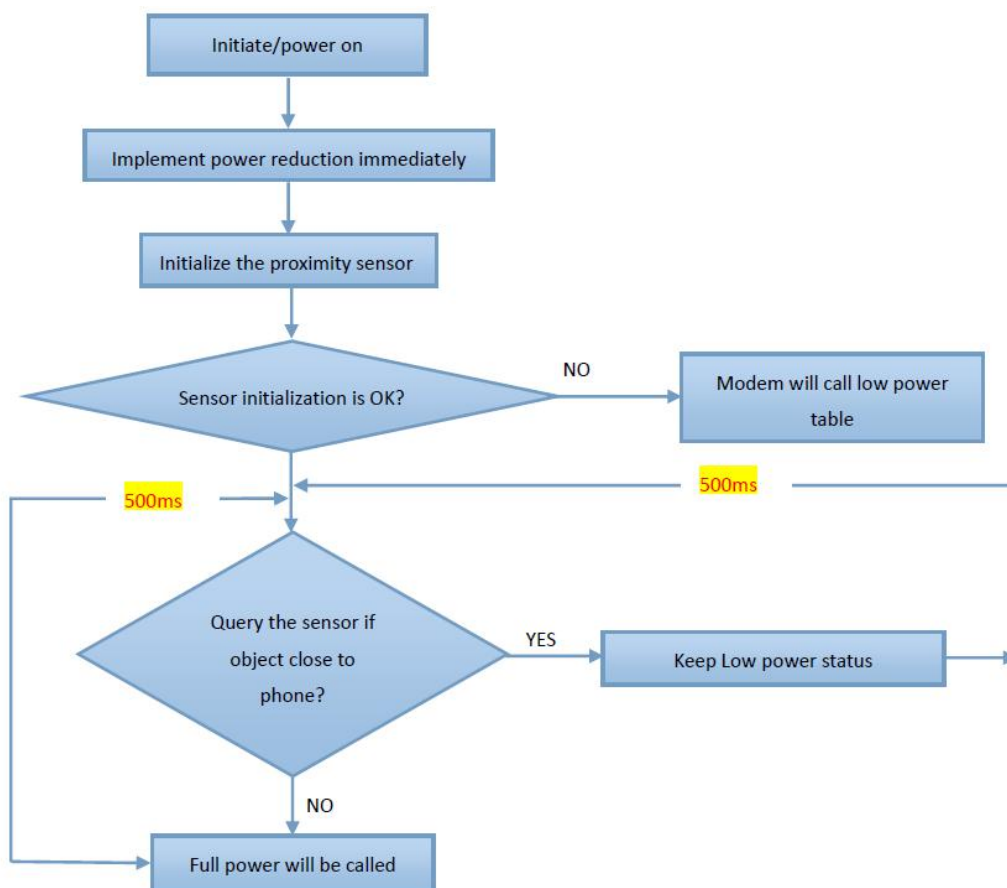 Initiate/power on
Implement power reduction immediately
Initialize the proximity sensor
Sensor initialization is OK?
NO
Modem will call low power
table
500ms
500ms
Query the sensor if
object close to
phone?
YES
Keep Low power status
NO
Full power will be called